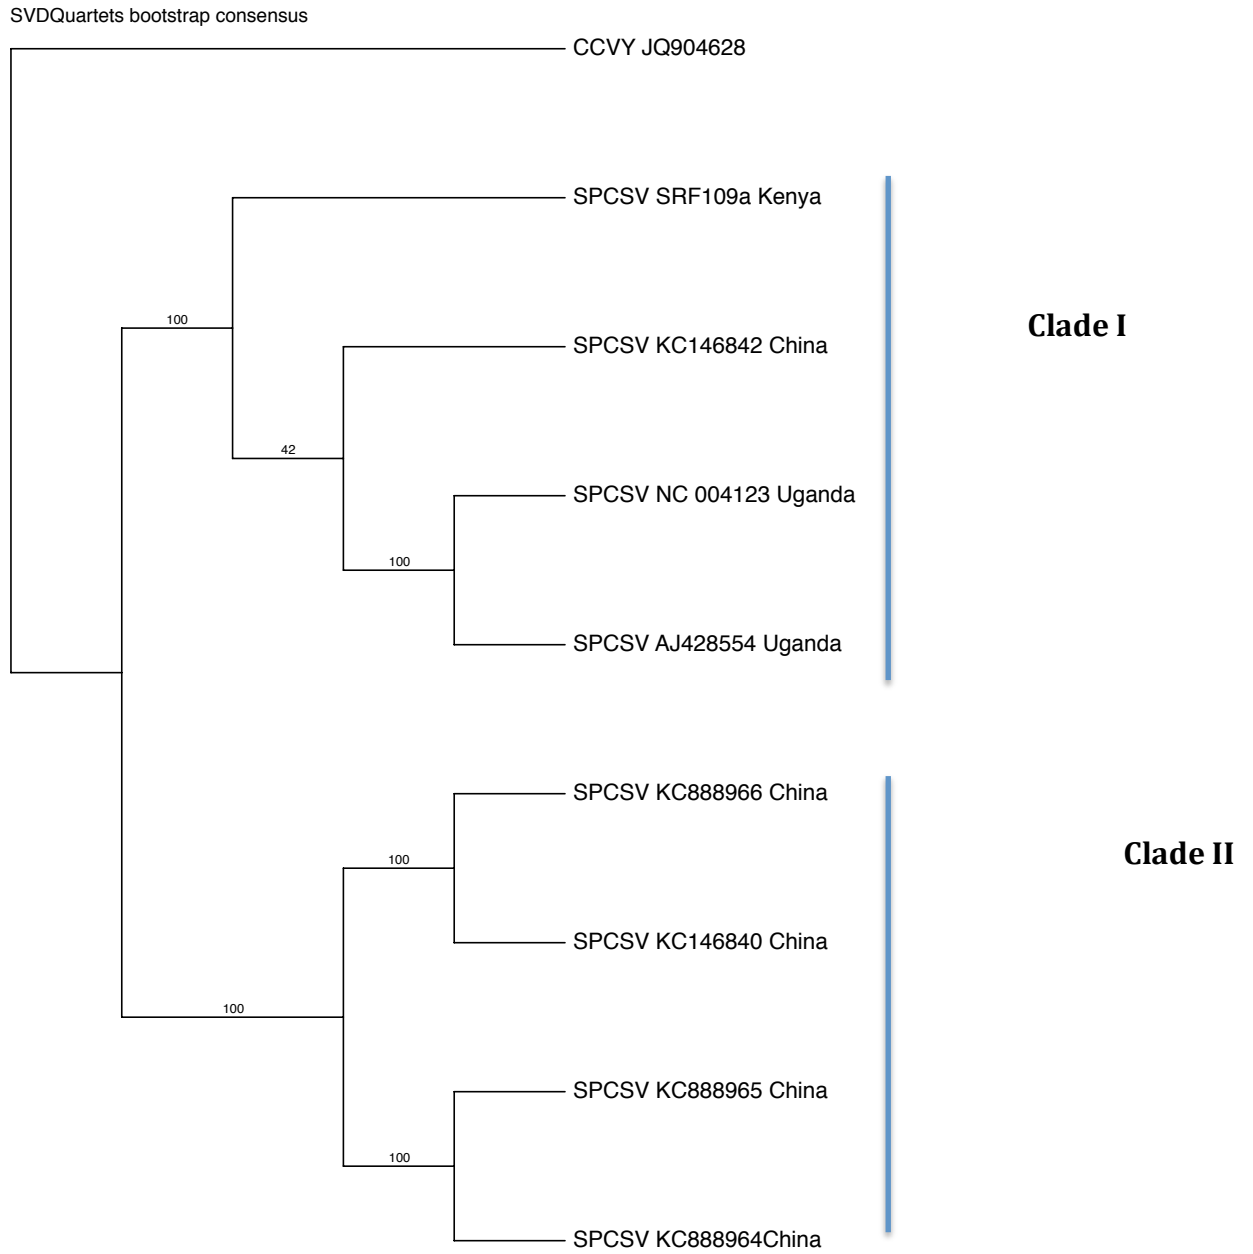 SVDQuartets bootstrap consensus
CCVY JQ904628
SPCSV SRF109a Kenya
100
Clade I
SPCSV KC146842 China
42
SPCSV NC 004123 Uganda
100
SPCSV AJ428554 Uganda
SPCSV KC888966 China
100
Clade II
SPCSV KC146840 China
100
SPCSV KC888965 China
100
SPCSV KC888964China